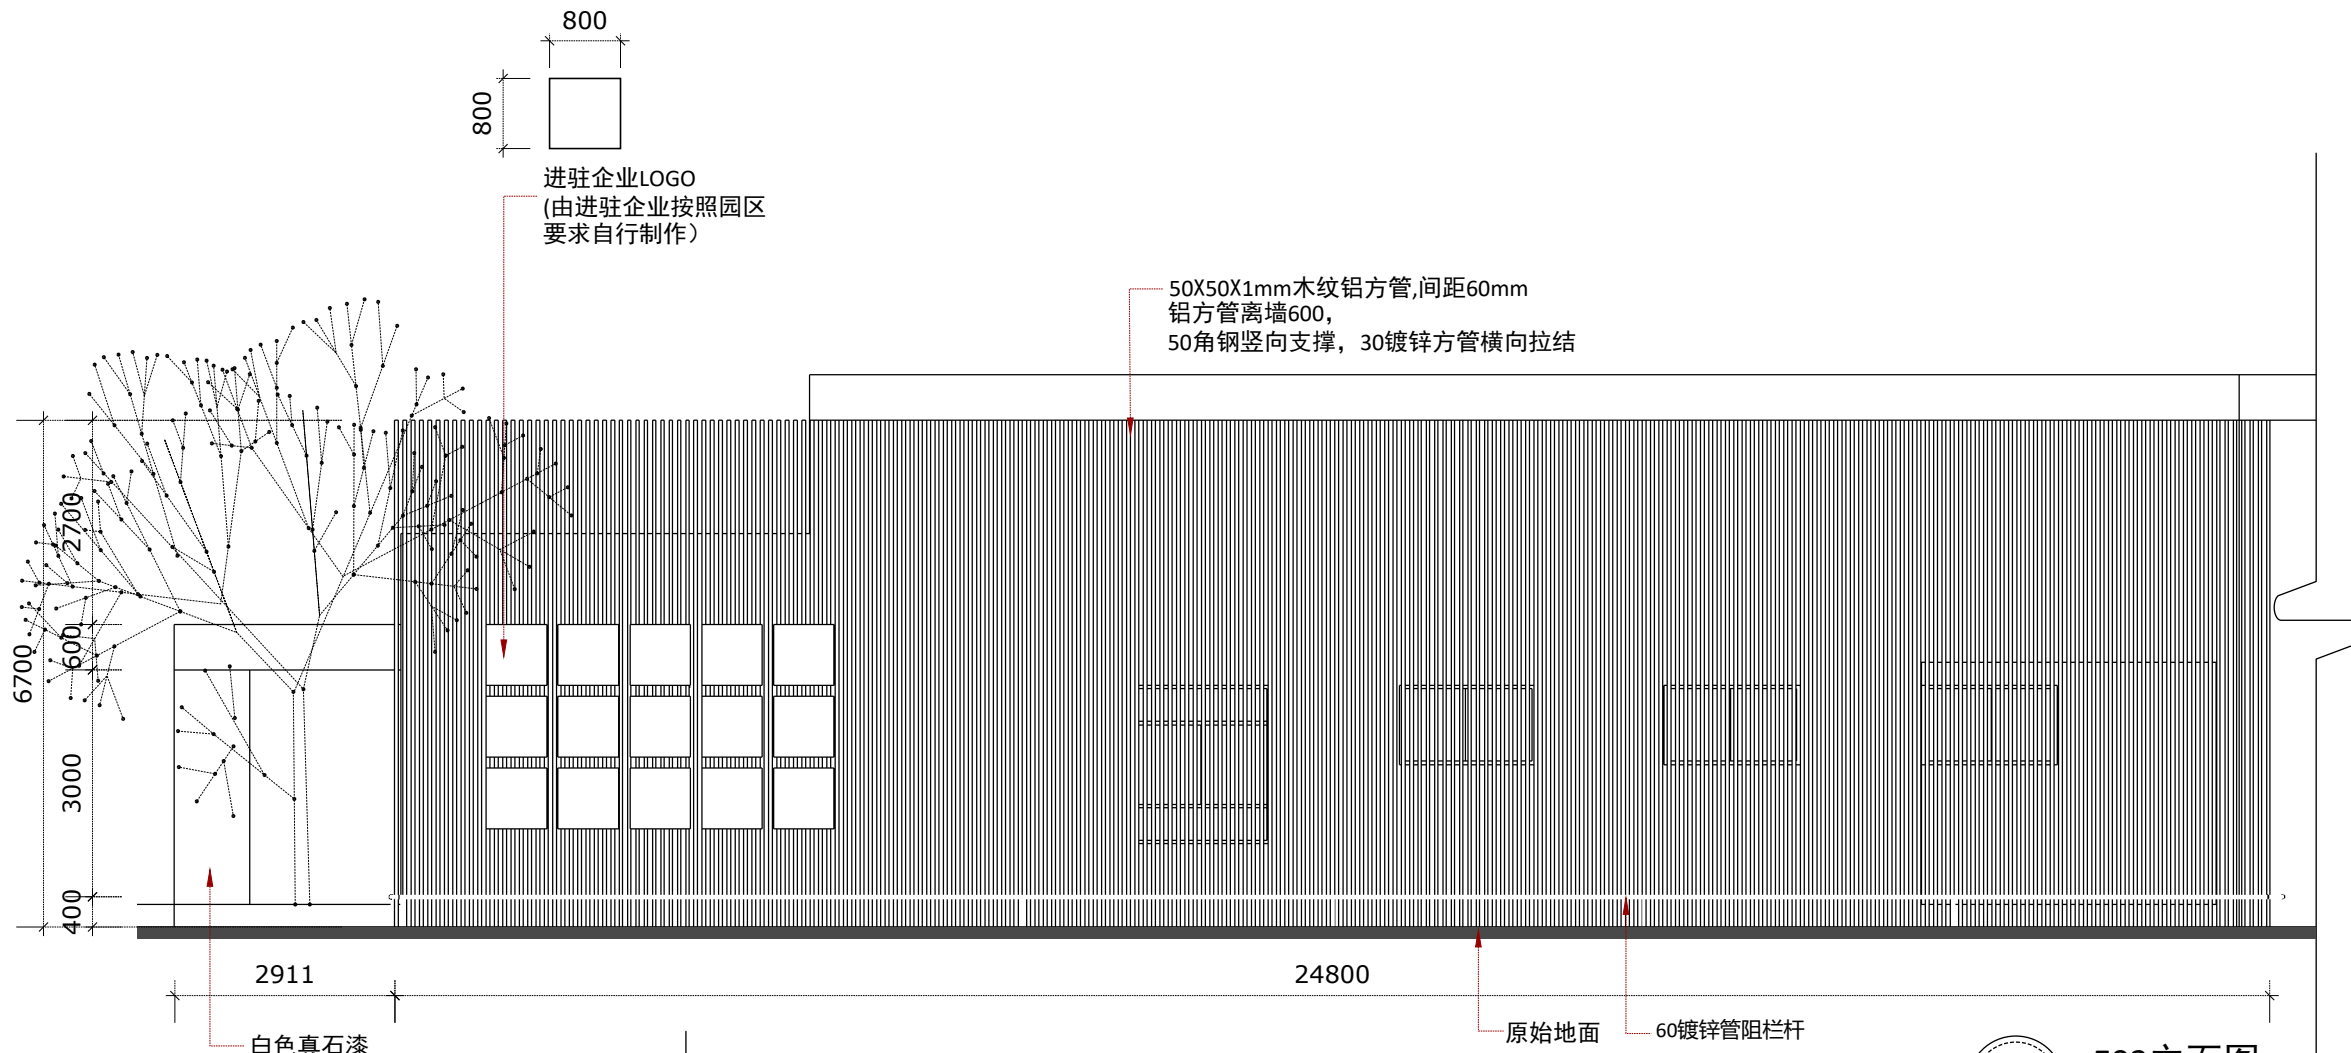 800
800
进驻企业LOGO
(由进驻企业按照园区
要求自行制作）
50X50X1mm木纹铝方管,间距60mm
铝方管离墙600，
50角钢竖向支撑，30镀锌方管横向拉结
2700
600
6700
3000
400
2911
24800
白色真石漆
原始地面
60镀锌管阻栏杆